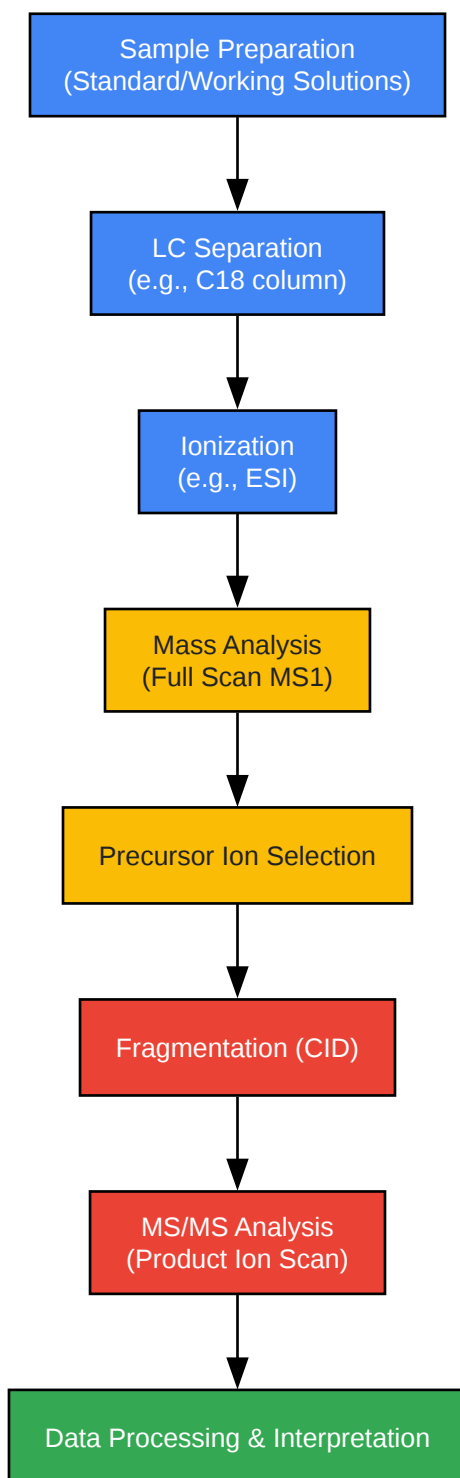 Sample Preparation
(Standard/Working Solutions)
LC Separation
(e.g., C18 column)
Ionization
(e.g., ESI)
Mass Analysis
(Full Scan MS1)
Precursor Ion Selection
Fragmentation (CID)
MS/MS Analysis
(Product Ion Scan)
Data Processing & Interpretation